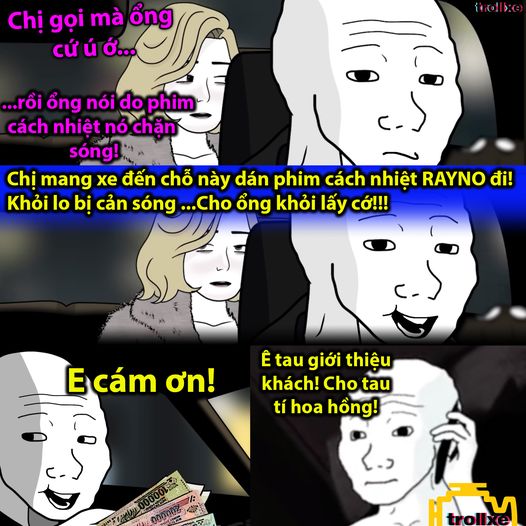 trollxe
Chị gọi mà ổng
cứ ú ớ...
...rồi ổng nói do phim
cách nhiệt nó chặn
sóng!
Chị mang xe đến chỗ này dán phim cách nhiệt RAYNO đi!
Khỏi lo bị cản sóng ...Cho ổng khỏi lấy cớ!!!
E cám ơn!
Ê tau giới thiệu
khách! Cho tau
tí hoa hồng!
trollxe